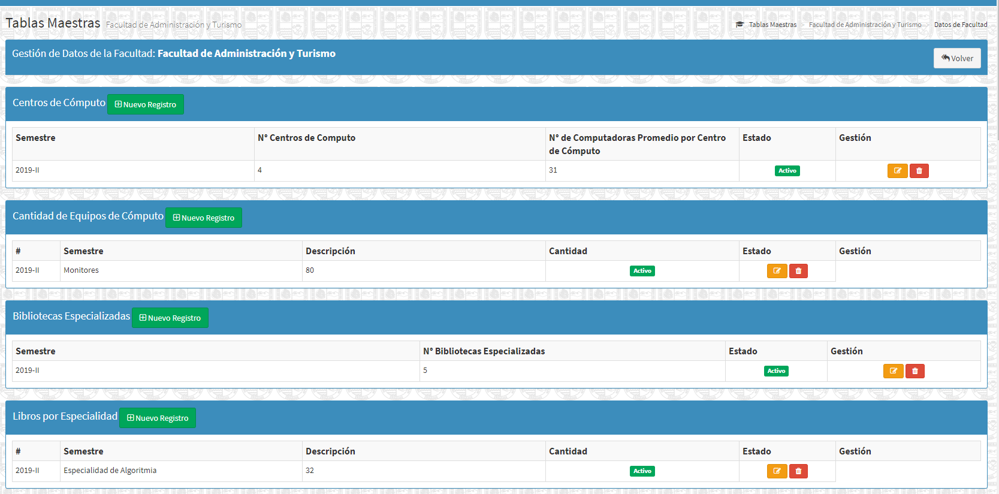 Tablas Maestras Facultad de Administración y Turismo
Tablas Maestras > Facultad de Administración y Turismo > Datos de Facultad
Gestión de Datos de la Facultad: Facultad de Administración y Turismo
Volver
Centros de Cómputo Nuevo Registro
Semestre N° Centros de Computo N° de Computadoras Promedio por Centro de Cómputo Estado Gestión
2019-II 4 31 Activo
Cantidad de Equipos de Cómputo Nuevo Registro
# Semestre Descripción Cantidad Estado Gestión
2019-II Monitores 80 Activo
Bibliotecas Especializadas Nuevo Registro
Semestre N° Bibliotecas Especializadas Estado Gestión
2019-II 5 Activo
Libros por Especialidad Nuevo Registro
# Semestre Descripción Cantidad Estado Gestión
2019-II Especialidad de Algoritmia 32 Activo